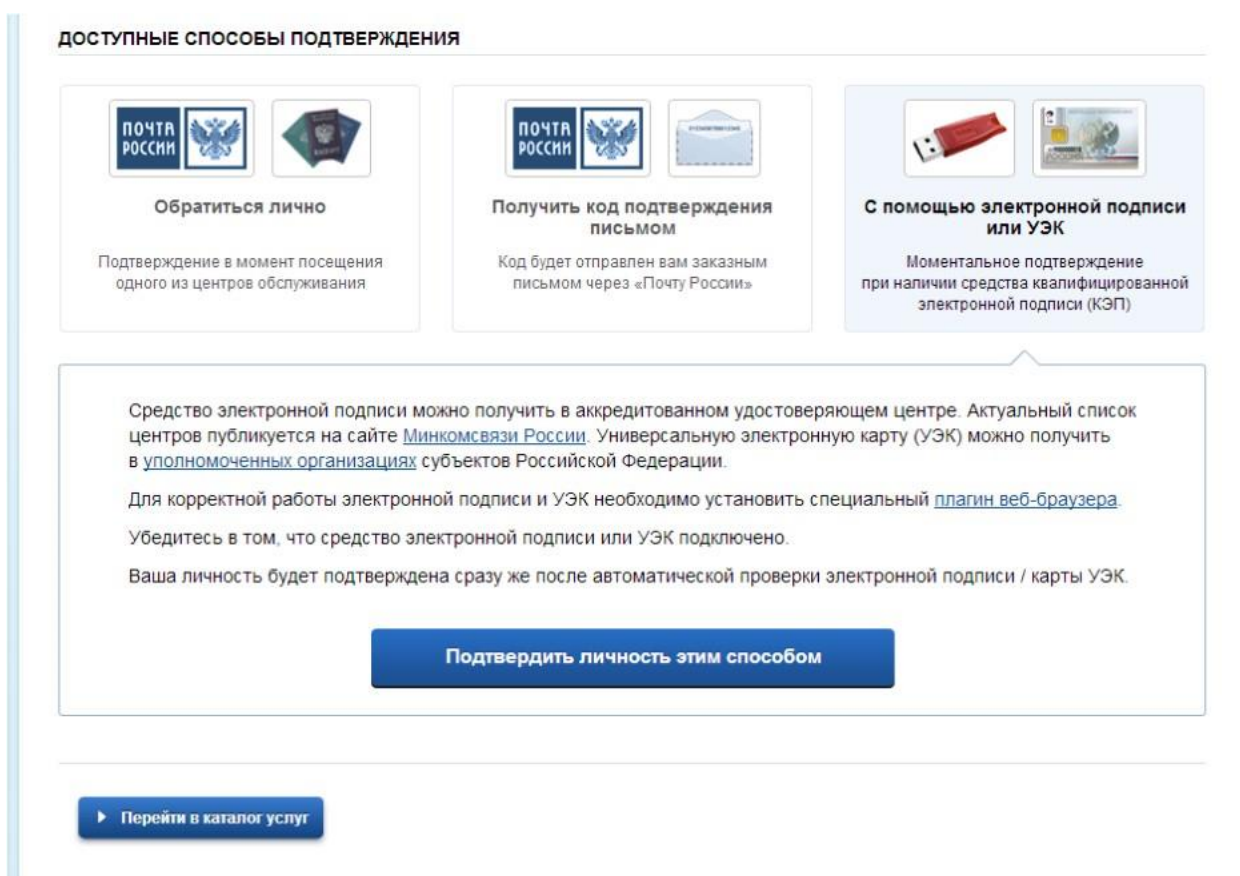 ДОСТУПНЫЕ СПОСОБЫ ПОДТВЕРЖДЕНИЯ
ПОЧТА
РОССИИ
Обратиться лично
Подтверждение в момент посещения
одного из центров обслуживания
ПОЧТА
РОССИИ
Получить код подтверждения
письмом
Код будет отправлен вам заказным
письмом через «Почту России»
С помощью электронной подписи
или УЭК
Моментальное подтверждение
при наличии средства квалифицированной
электронной подписи (КЭП)
Средство электронной подписи можно получить в аккредитованном удостоверяющем центре. Актуальный список
центров публикуется на сайте Минкомсвязи России. Универсальную электронную карту (УЭК) можно получить
в уполномоченных организациях субъектов Российской Федерации.
Для корректной работы электронной подписи и УЭК необходимо установить специальный плагин веб-браузера.
Убедитесь в том, что средство электронной подписи или УЭК подключено.
Ваша личность будет подтверждена сразу же после автоматической проверки электронной подписи / карты УЭК.
Подтвердить личность этим способом
Перейти в каталог услуг